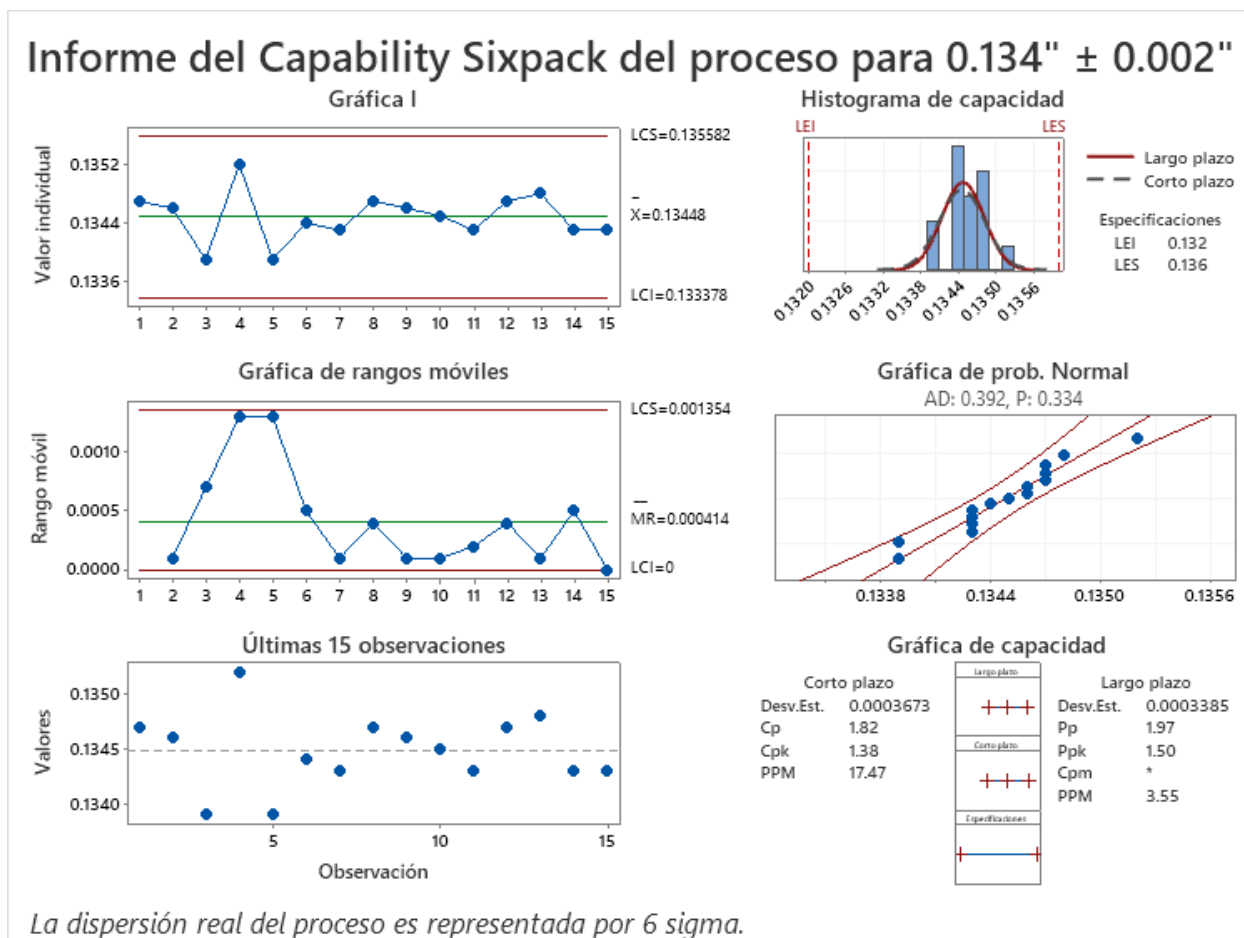 Informe del Capability Sixpack del proceso para 0.134" ± 0.002"
Gráfica I
Valor individual
0.1352
0.1344
0.1336
LCS=0.135582
_
X=0.13448
LCI=0.133378
1 2 3 4 5 6 7 8 9 10 11 12 13 14 15
Histograma de capacidad
LEI LES
Largo plazo
Corto plazo
Especificaciones
LEI 0.132
LES 0.136
0.1320 0.1326 0.1332 0.1338 0.1344 0.1350 0.1356
Gráfica de rangos móviles
Rango móvil
0.0010
0.0005
0.0000
LCS=0.001354
__
MR=0.000414
LCI=0
1 2 3 4 5 6 7 8 9 10 11 12 13 14 15
Gráfica de prob. Normal
AD: 0.392, P: 0.334
0.1338 0.1344 0.1350 0.1356
Últimas 15 observaciones
Valores
0.1350
0.1345
0.1340
5 10 15
Observación
Gráfica de capacidad
Corto plazo
Desv.Est. 0.0003673
Cp 1.82
Cpk 1.38
PPM 17.47
Largo plazo
Corto plazo
Especificaciones
Largo plazo
Desv.Est. 0.0003385
Pp 1.97
Ppk 1.50
Cpm *
PPM 3.55
La dispersión real del proceso es representada por 6 sigma.